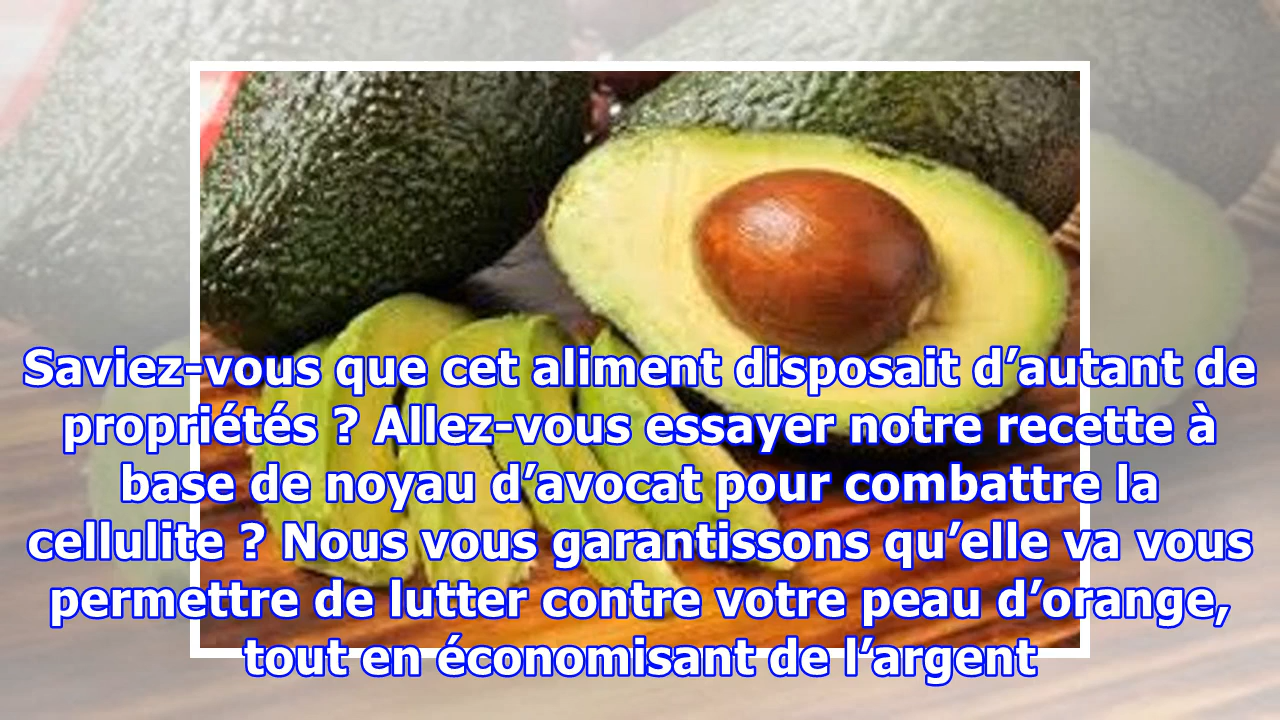 Saviez-vous que cet aliment disposait d’autant de
propriétés ? Allez-vous essayer notre recette à
base de noyau d’avocat pour combattre la
cellulite ? Nous vous garantissons qu’elle va vous
permettre de lutter contre votre peau d’orange,
tout en économisant de l’argent